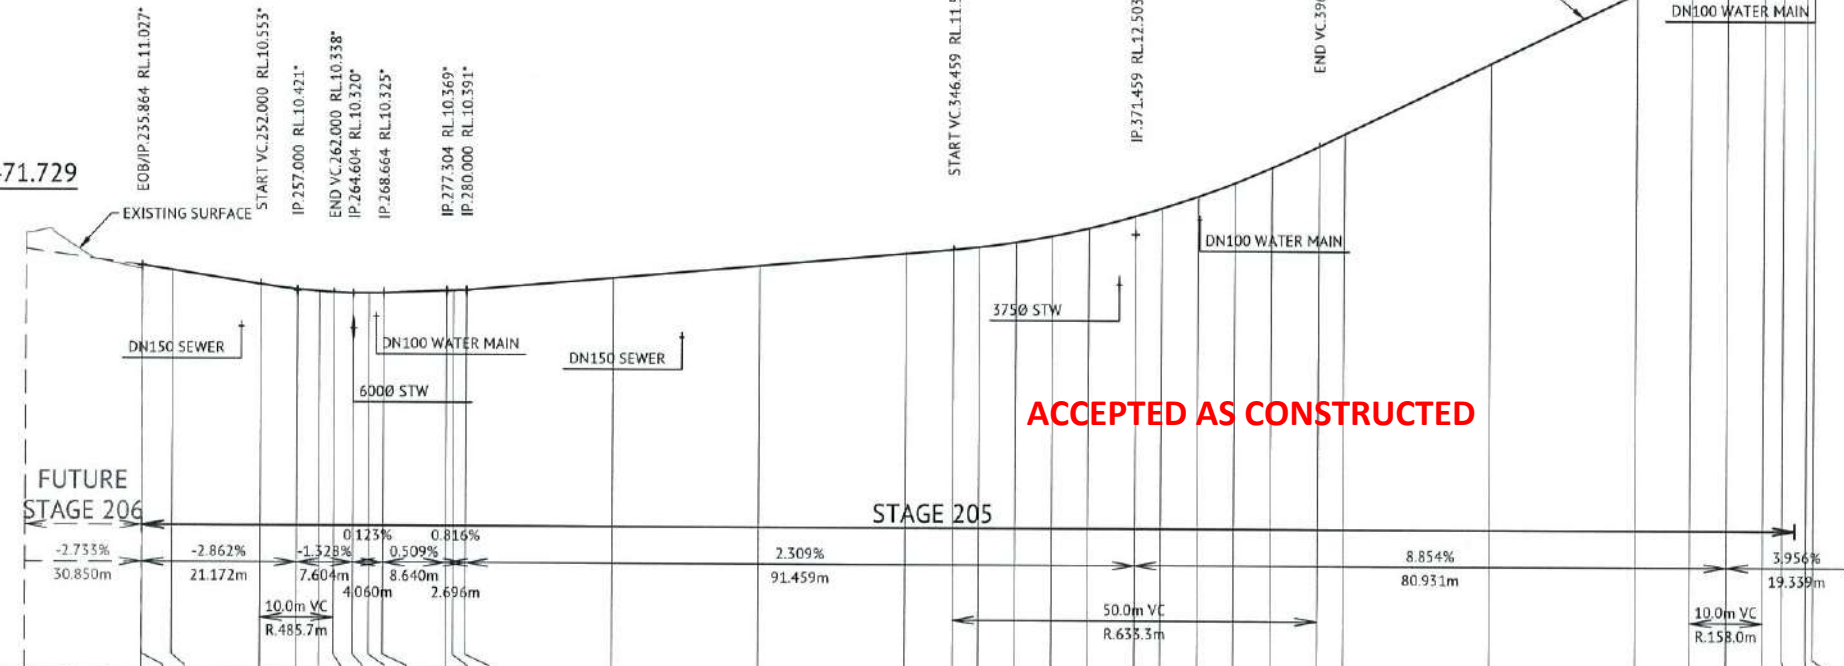 EOB/IP.235.864 RL.11.027*
START VC.252.000 RL.10.553*
IP.257.000 RL.10.421*
END VC.262.000 RL.10.338*
IP.264.604 RL.10.320*
IP.268.664 RL.10.325*
IP.277.304 RL.10.369*
IP.280.000 RL.10.391*
START VC.346.459 RL.11.
IP.371.459 RL.12.503
END VC.
DN100 WATER MAIN
71.729
EXISTING SURFACE
DN100 WATER MAIN
375Ø STW
DN150 SEWER
DN100 WATER MAIN
DN150 SEWER
600Ø STW
ACCEPTED AS CONSTRUCTED
FUTURE
STAGE 206
STAGE 205
0.123% 0.816%
-2.733% -2.862% -1.328% 0.509% 2.309% 8.854% 3.956%
30.850m 21.172m 7.604m 8.640m 91.459m 80.931m 19.339m
4.060m 2.696m
10.0m VC 50.0m VC 10.0m VC
R.485.7m R.633.3m R.158.0m